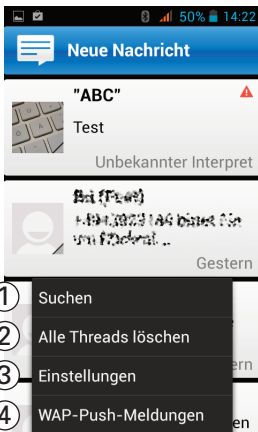 50% 14:22
Neue Nachricht
"ABC"
Test
Unbekannter Interpret
Gestern
1 Suchen
2 Alle Threads löschen
3 Einstellungen
4 WAP-Push-Meldungen